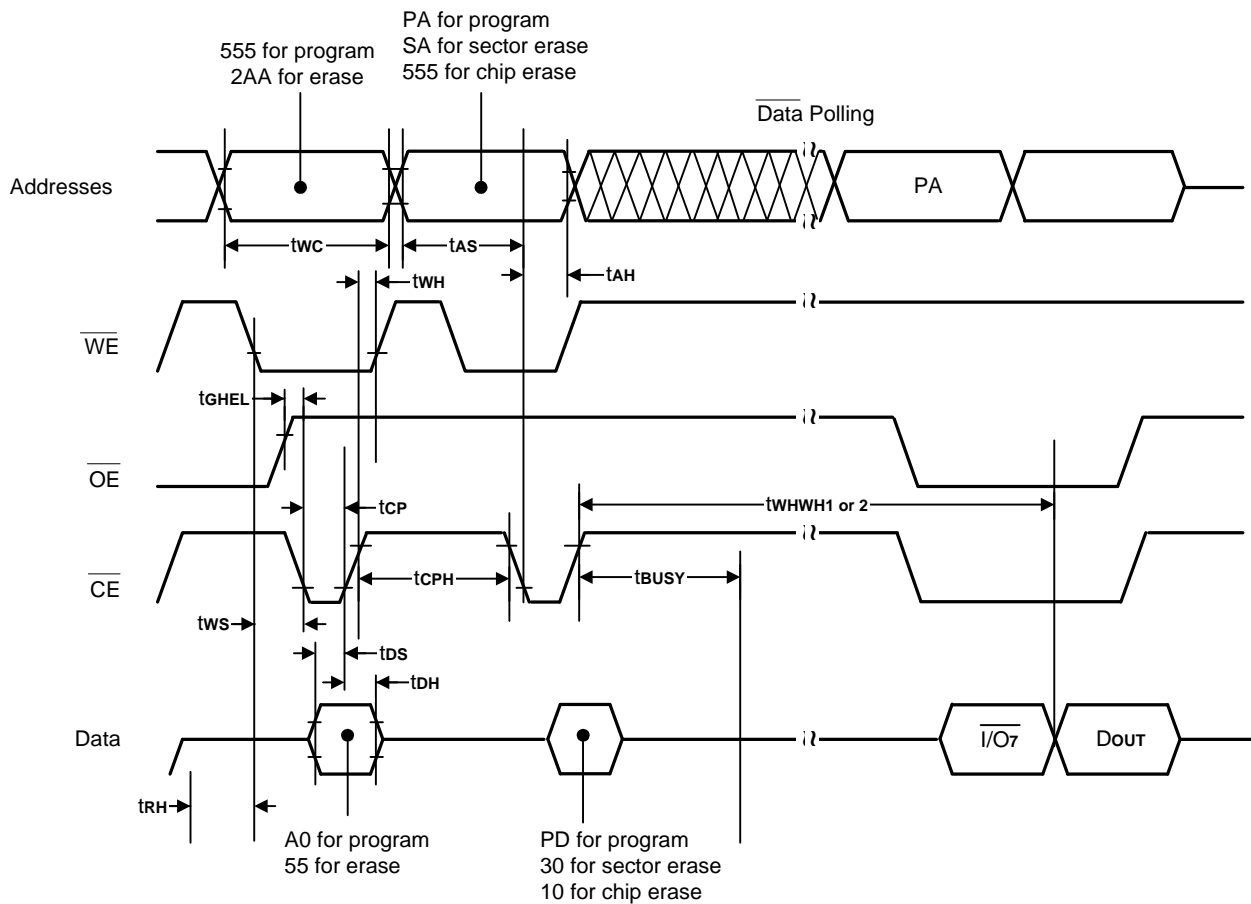 555 for program
2AA for erase
PA for program
SA for sector erase
555 for chip erase
Data Polling
Addresses
PA
tWC
tAS
tWH
tAH
WE
tGHEL
OE
tCP
tWHWH1 or 2
CE
tCPH
tBUSY
tWS
tDS
tDH
Data
I/O7
DOUT
tRH
A0 for program
55 for erase
PD for program
30 for sector erase
10 for chip erase